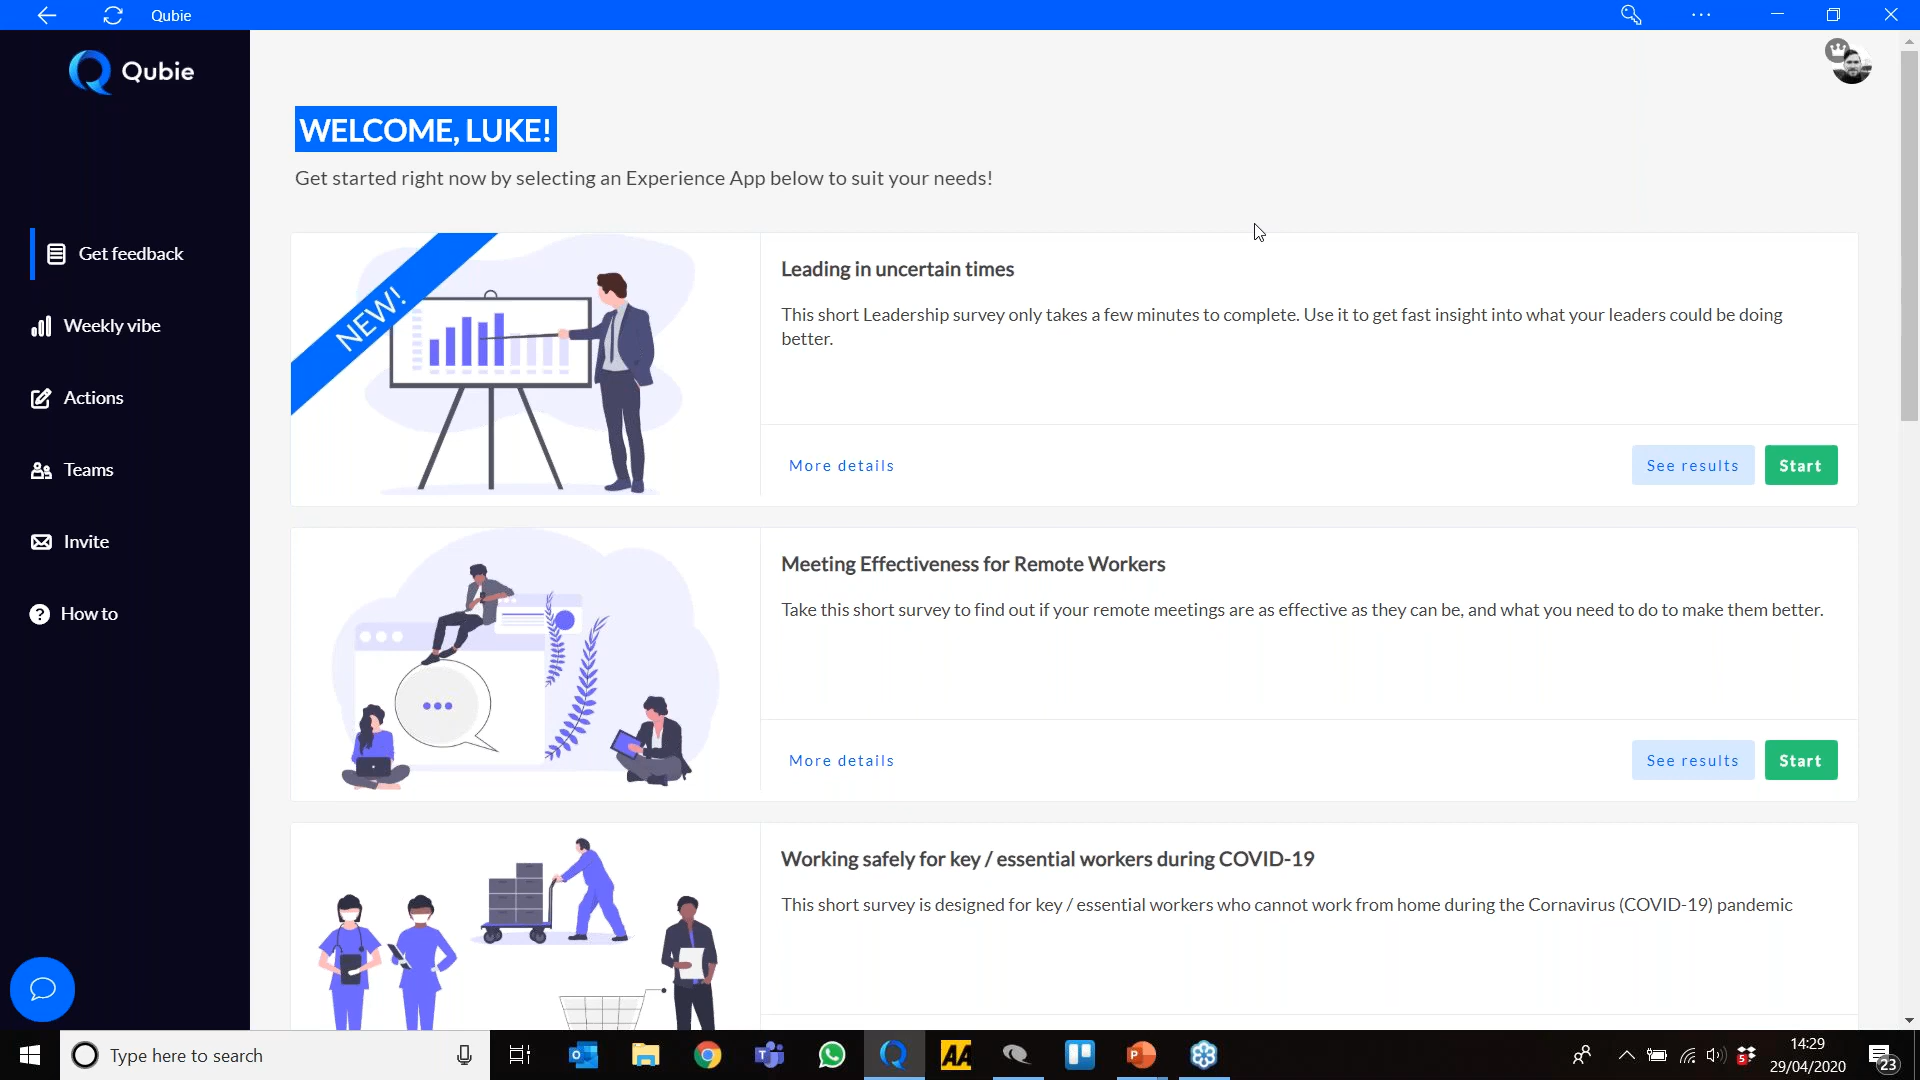 Qubie
Qubie
WELCOME, LUKE!
Get started right now by selecting an Experience App below to suit your needs!
Get feedback
Weekly vibe
Actions
Teams
Invite
How to
NEW!
Leading in uncertain times
This short Leadership survey only takes a few minutes to complete. Use it to get fast insight into what your leaders could be doing
better.
More details
See results
Start
Meeting Effectiveness for Remote Workers
Take this short survey to find out if your remote meetings are as effective as they can be, and what you need to do to make them better.
More details
See results
Start
Working safely for key / essential workers during COVID-19
This short survey is designed for key / essential workers who cannot work from home during the Cornavirus (COVID-19) pandemic
Type here to search
AA
5
14:29
29/04/2020
23